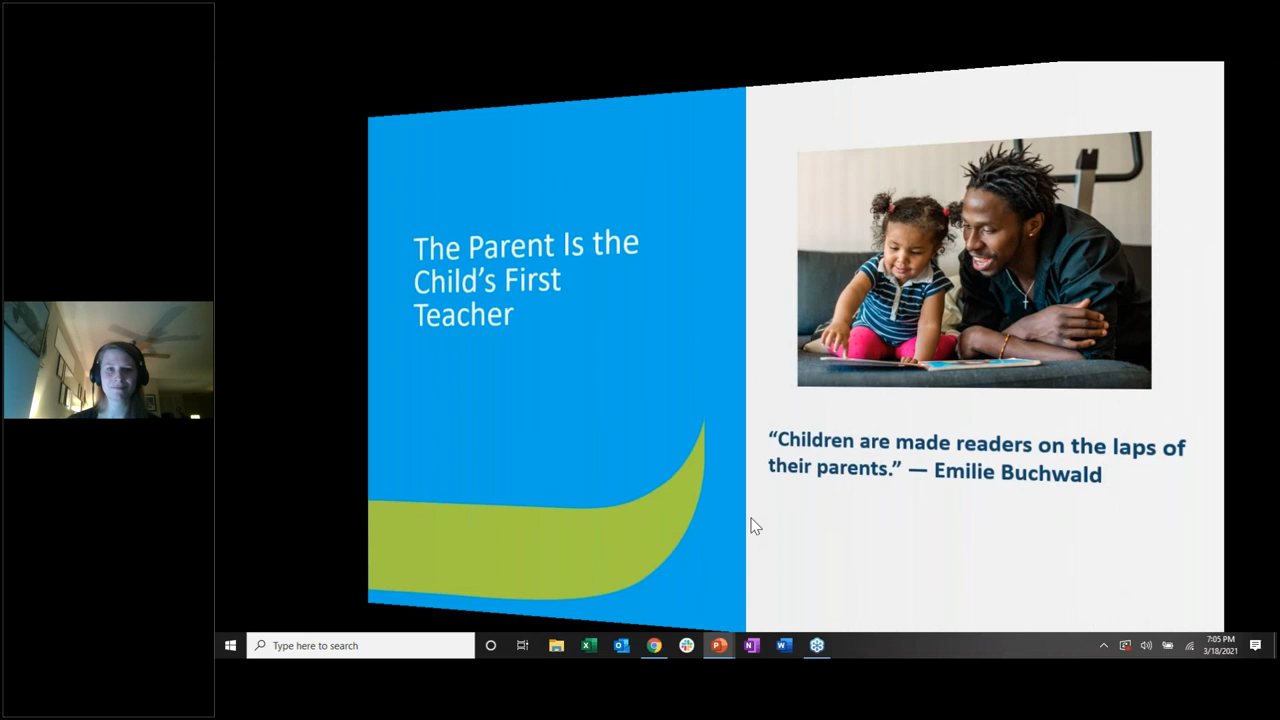 The Parent Is the
Child’s First
Teacher
“Children are made readers on the laps of
their parents.” — Emilie Buchwald
Type here to search
7:05 PM
3/18/2021